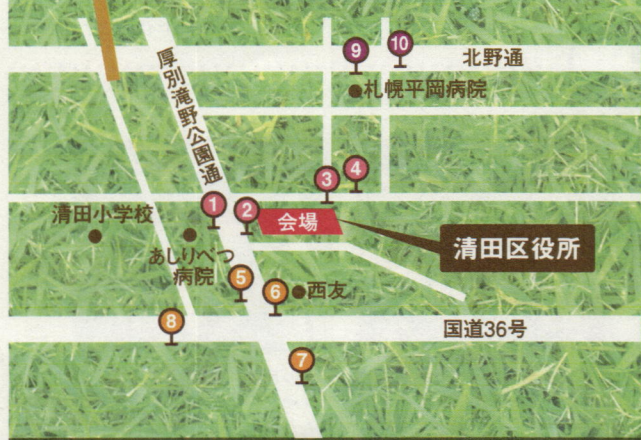 9
10
北野通
札幌平岡病院
厚別滝野公園通
1
2
3
4
会場
清田小学校
あしりべつ
病院
清田区役所
5
6
西友
8
国道36号
7